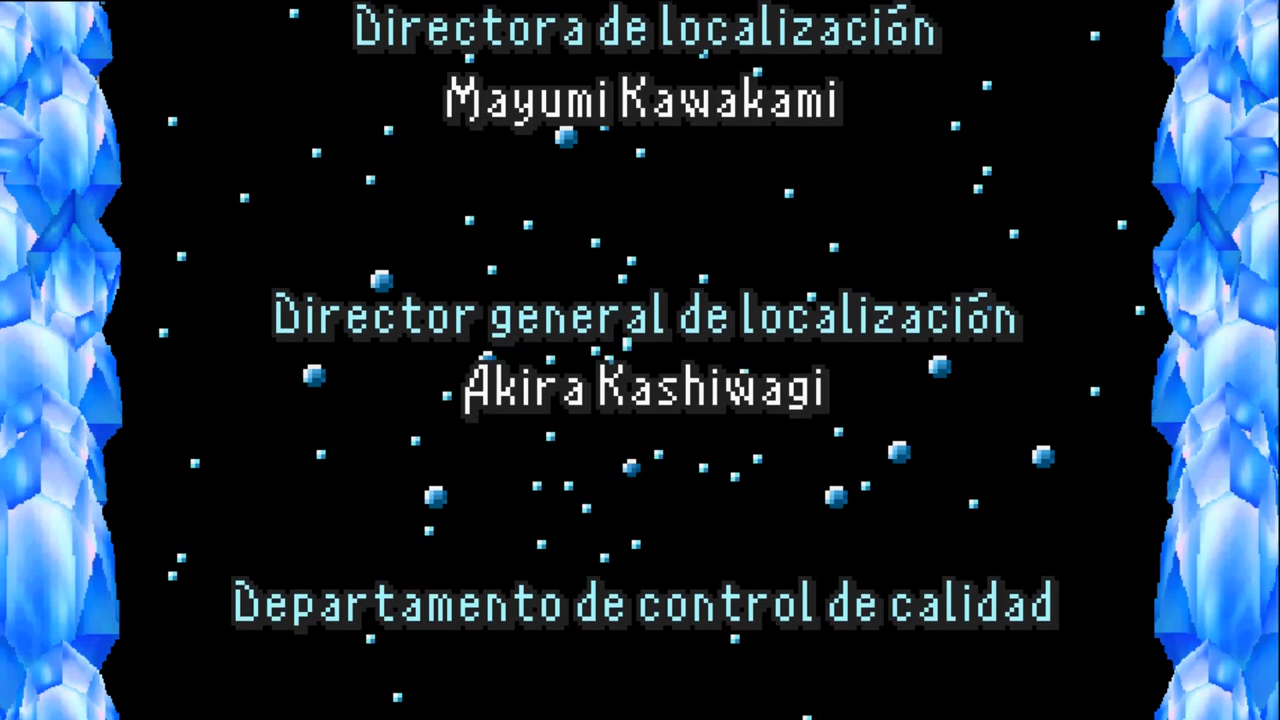 Directora de localización
Mayumi Kawakami
Director general de localización
Akira Kashiwagi
Departamento de control de calidad